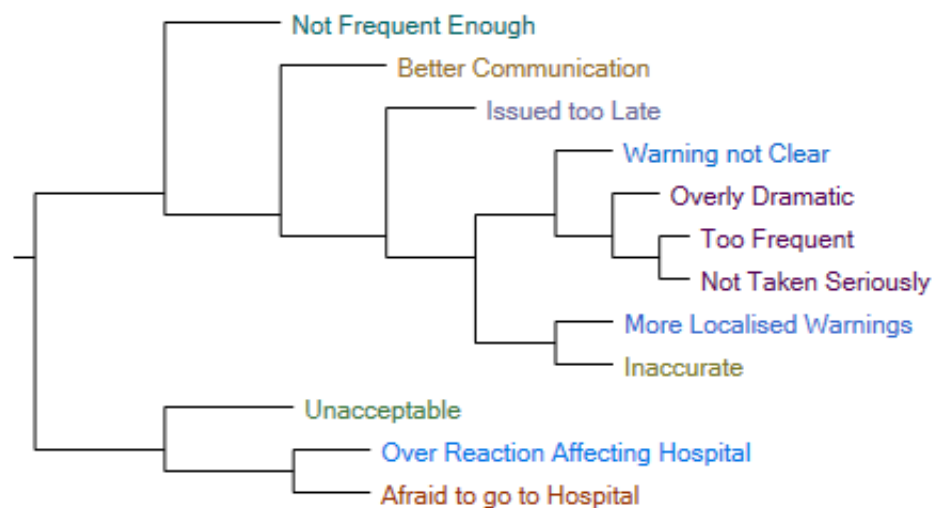 Not Frequent Enough
Better Communication
Issued too Late
Warning not Clear
Overly Dramatic
Too Frequent
Not Taken Seriously
More Localised Warnings
Inaccurate
Unacceptable
Over Reaction Affecting Hospital
Afraid to go to Hospital